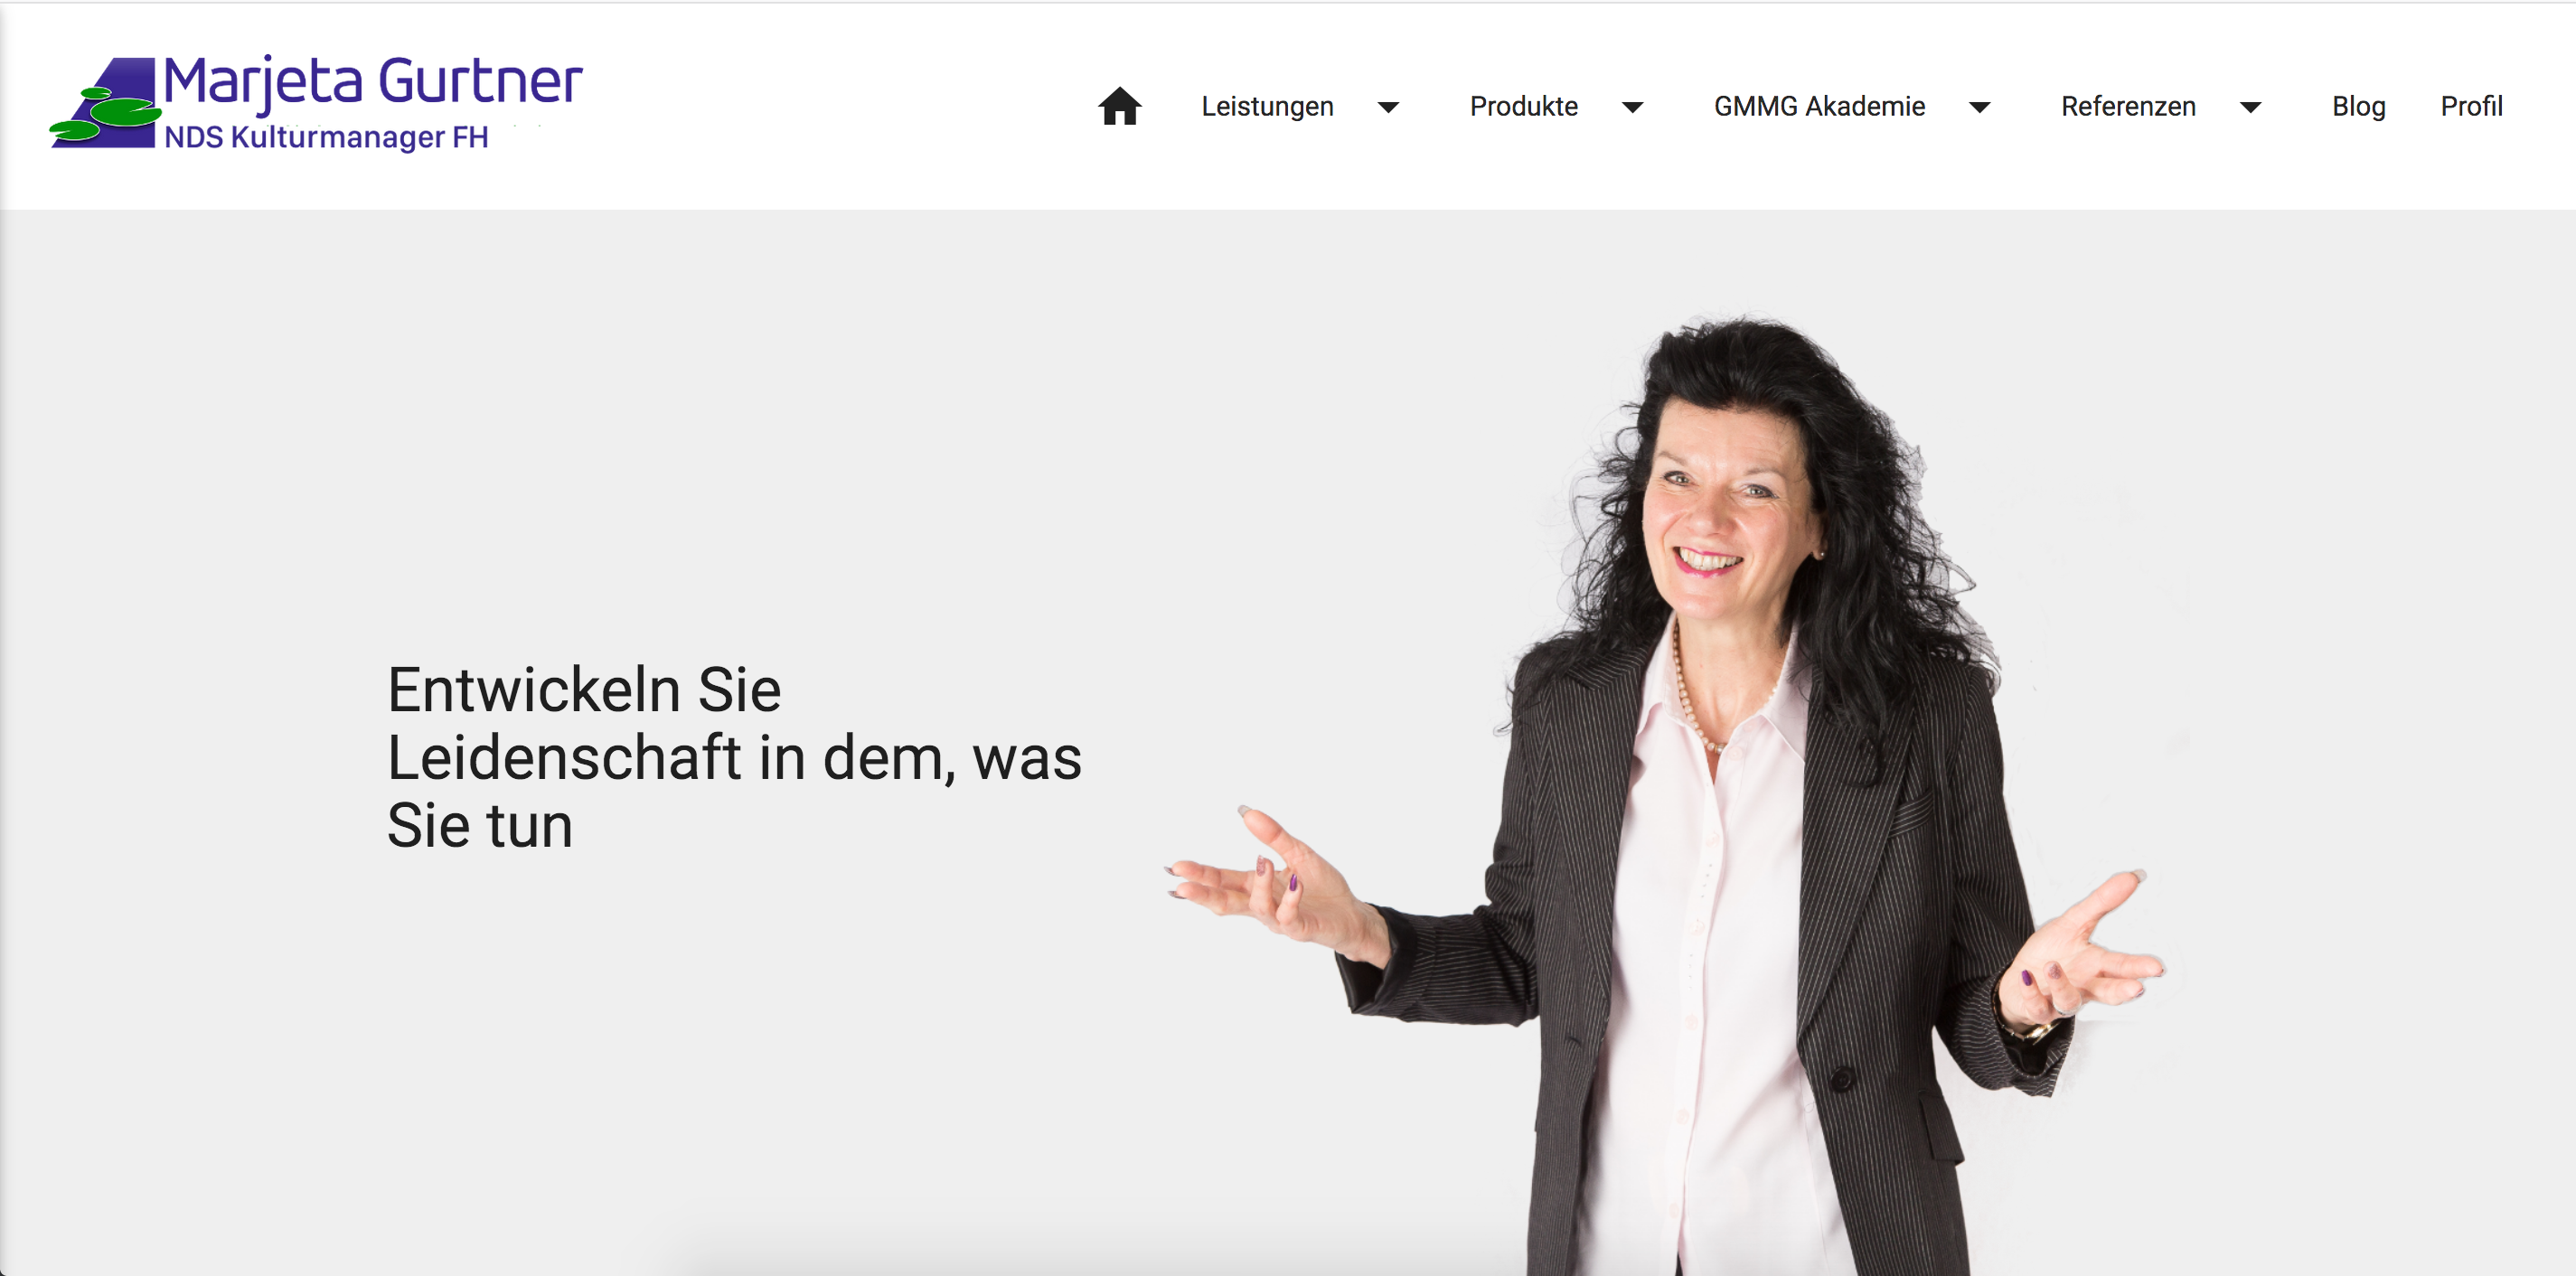 Marjeta Gurtner
NDS Kulturmanager FH
Leistungen
Produkte
GMMG Akademie
Referenzen
Blog
Profil
Entwickeln Sie
Leidenschaft in dem, was
Sie tun